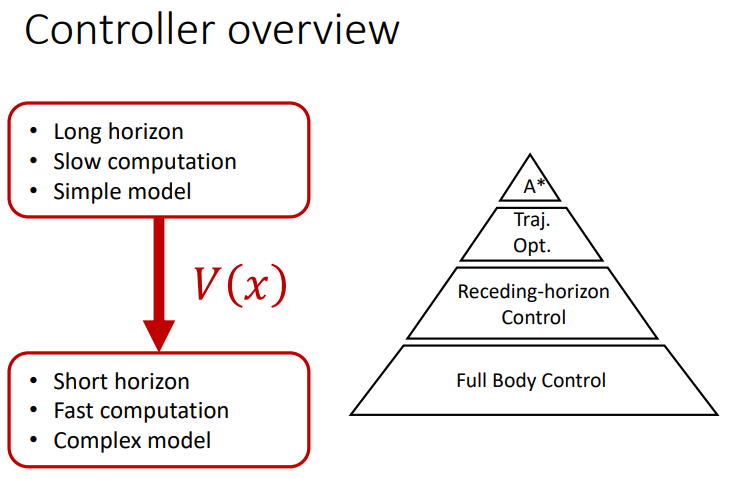 Controller overview
• Long horizon
• Slow computation
• Simple model
V(x)
• Short horizon
• Fast computation
• Complex model
A*
Traj.
Opt.
Receding-horizon
Control
Full Body Control